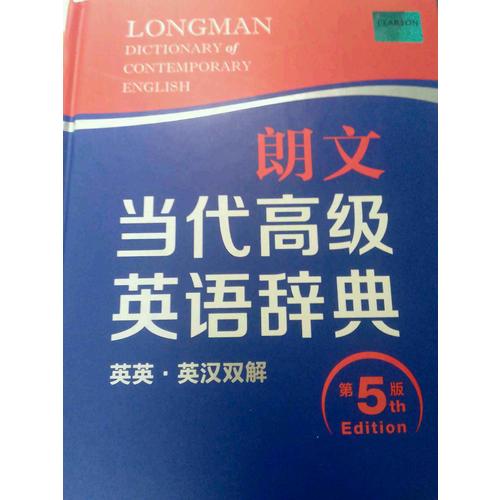 LONGMAN
DICTIONARY of
CONTEMPORARY
ENGLISH
PEARSON
朗文
当代高级
英语辞典
英英·英汉双解
第5版
5th
Edition